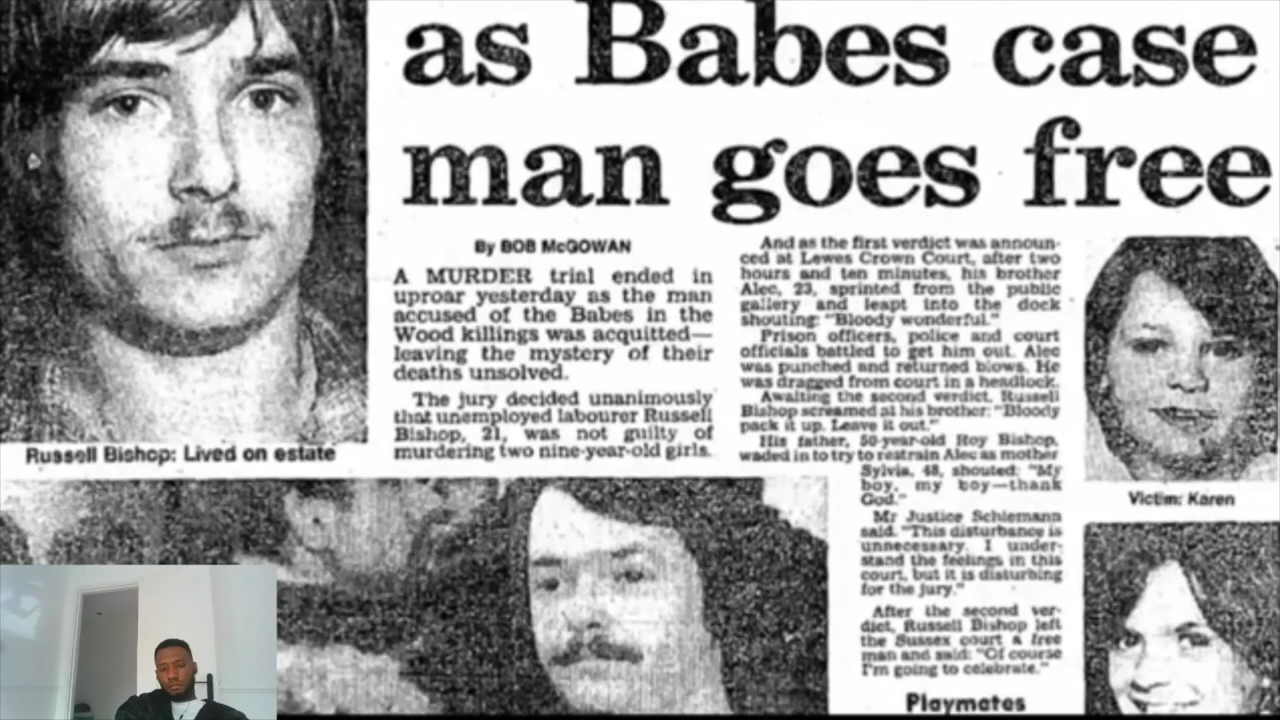 as Babes case
man goes free
By BOB McGOWAN
A MURDER trial ended in
uproar yesterday as the man
accused of the Babes in the
Wood killings was acquitted—
leaving the mystery of their
deaths unsolved.
The jury decided unanimously
that unemployed labourer Russell
Bishop, 21, was not guilty of
murdering two nine-year-old girls.
And as the first verdict was announ-
ced at Lewes Crown Court, after two
hours and ten minutes, his brother
Alec, 23, sprinted from the public
gallery and leapt into the dock
shouting: "Bloody wonderful."
Prison officers, police and court
officials battled to get him out. Alec
was punched and returned blows. He
was dragged from court in a headlock.
Awaiting the second verdict, Russell
Bishop screamed at his brother: "Bloody
pack it up. Leave it out."
His father, 50-year-old Roy Bishop,
waded in to try to restrain Alec as mother
Sylvia, 48, shouted: "My
boy, my boy—thank
God."
Mr Justice Schiemann
said: "This disturbance is
unnecessary. I under-
stand the feelings in this
court, but it is disturbing
for the jury."
After the second ver-
dict, Russell Bishop left
the Sussex court a free
man and said: "Of course
I'm going to celebrate."
Playmates
Russell Bishop: Lived on estate
Victim: Karen